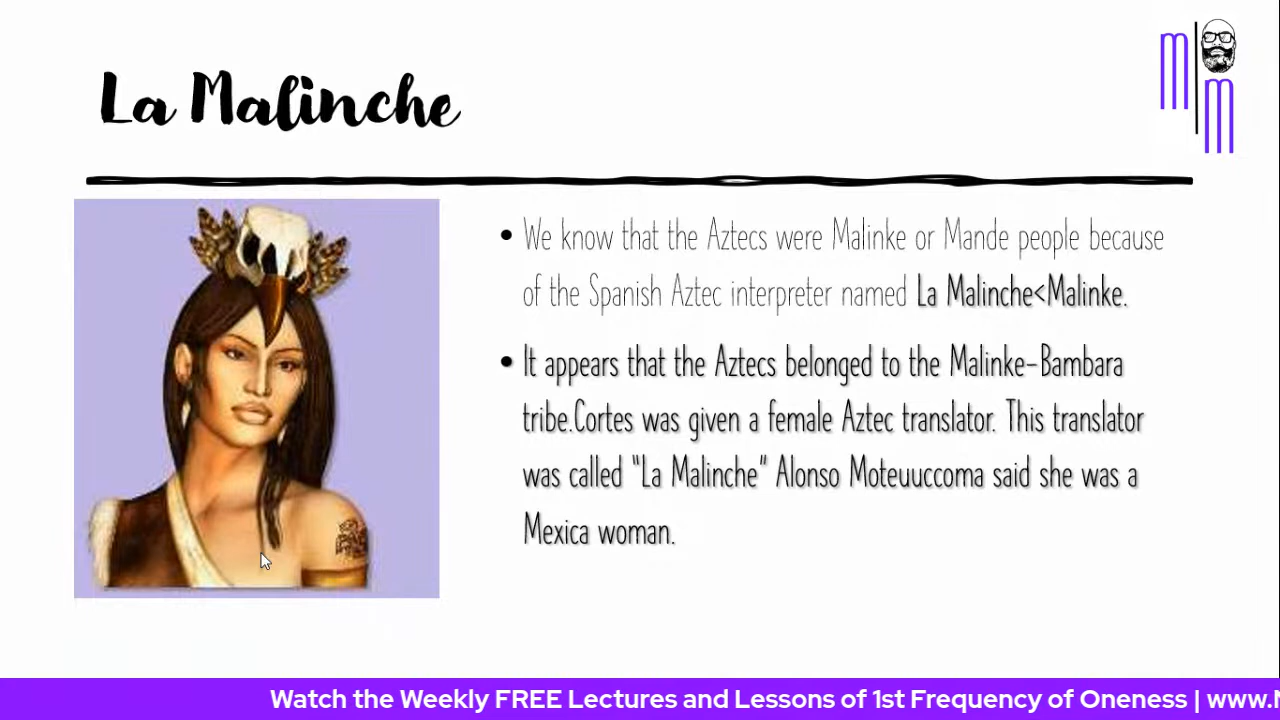 La Malinche
m m
• We know that the Aztecs were Malinke or Mande people because
of the Spanish Aztec interpreter named La Malinche<Malinke.
• It appears that the Aztecs belonged to the Malinke-Bambara
tribe.Cortes was given a female Aztec translator. This translator
was called "La Malinche" Alonso Moteuuccoma said she was a
Mexica woman.
Watch the Weekly FREE Lectures and Lessons of 1st Frequency of Oneness | www.